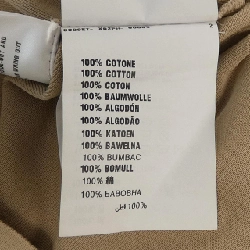 100% COTONE
100% COTTON
100% COTON
100% BAUMWOLLE
100% ALGODÓN
100% ALGODÃO
100% KATOEN
100% BAWEŁNA
100% BUMBAC
100% BOMULL
100% 綿
100% БАВОВНА